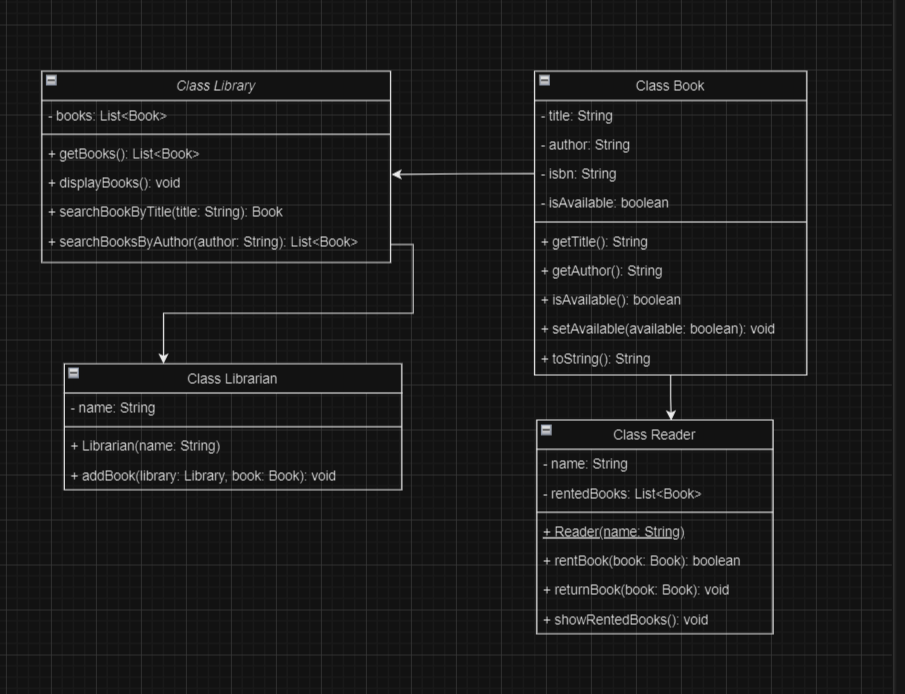 Class Library
- books: List<Book>
+ getBooks(): List<Book>
+ displayBooks(): void
+ searchBookByTitle(title: String): Book
+ searchBooksByAuthor(author: String): List<Book>
Class Book
- title: String
- author: String
- isbn: String
- isAvailable: boolean
+ getTitle(): String
+ getAuthor(): String
+ isAvailable(): boolean
+ setAvailable(available: boolean): void
+ toString(): String
Class Librarian
- name: String
+ Librarian(name: String)
+ addBook(library: Library, book: Book): void
Class Reader
- name: String
- rentedBooks: List<Book>
+ Reader(name: String)
+ rentBook(book: Book): boolean
+ returnBook(book: Book): void
+ showRentedBooks(): void